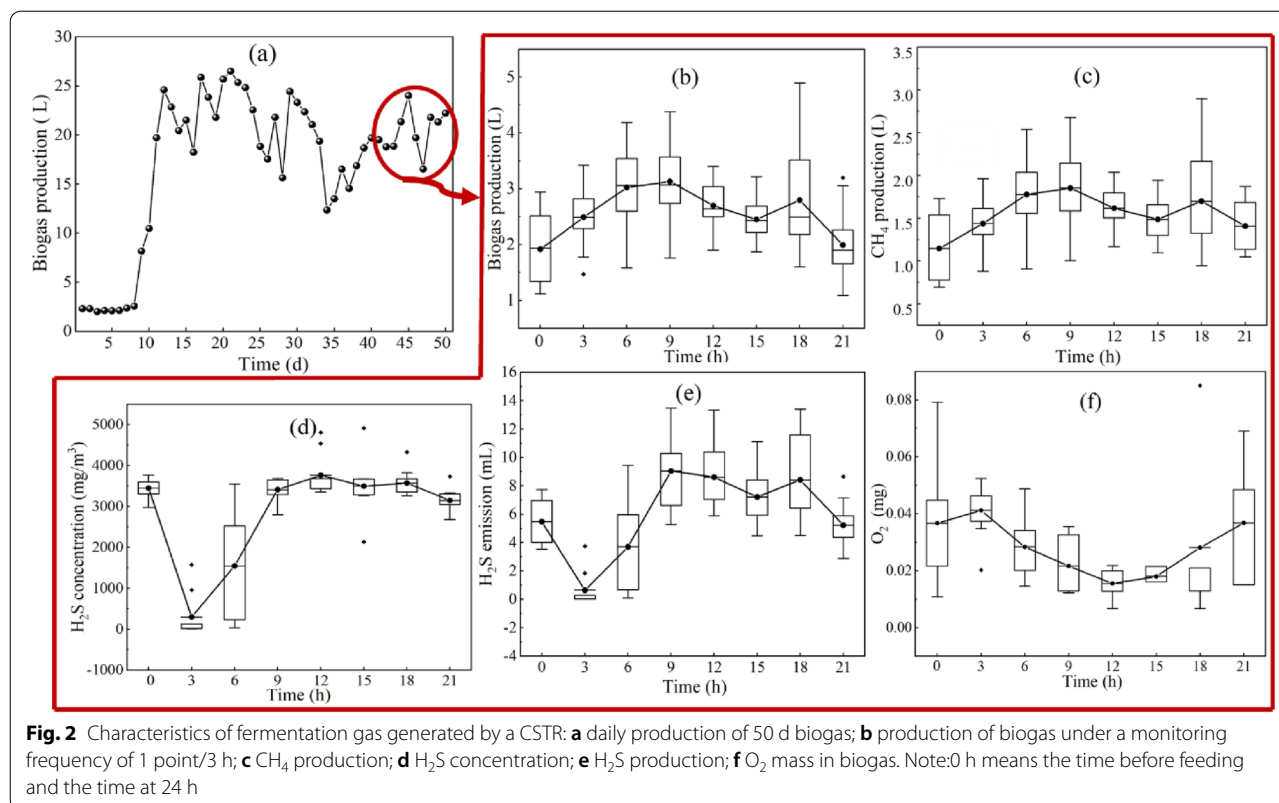 (a)
Biogas production ( L)
30
25
20
15
10
5
0
5 10 15 20 25 30 35 40 45 50
Time (d)
(b)
Biogas production (L)
5
4
3
2
1
0 3 6 9 12 15 18 21
Time (h)
(c)
CH₄ production (L)
3.5
3.0
2.5
2.0
1.5
1.0
0.5
0 3 6 9 12 15 18 21
Time (h)
(d)
H₂S concentration (mg/m³)
5000
4000
3000
2000
1000
0
-1000
0 3 6 9 12 15 18 21
Time (h)
(e)
H₂S emission (mL)
16
14
12
10
8
6
4
2
0
-2
-4
0 3 6 9 12 15 18 21
Time (h)
(f)
O₂ (mg)
0.08
0.06
0.04
0.02
0.00
0 3 6 9 12 15 18 21
Time (h)
Fig. 2 Characteristics of fermentation gas generated by a CSTR: a daily production of 50 d biogas; b production of biogas under a monitoring
frequency of 1 point/3 h; c CH₄ production; d H₂S concentration; e H₂S production; f O₂ mass in biogas. Note:0 h means the time before feeding
and the time at 24 h